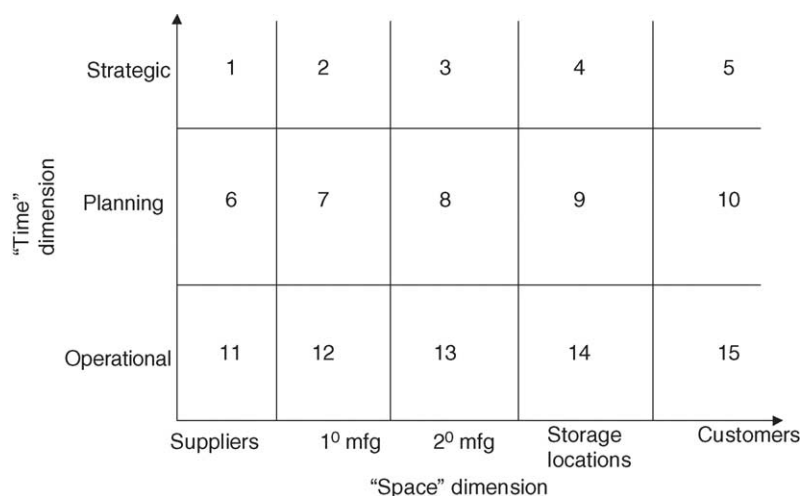 Strategic 1 2 3 4 5
“Time”
dimension
Planning 6 7 8 9 10
Operational 11 12 13 14 15
Suppliers 1⁰ mfg 2⁰ mfg Storage
locations Customers
“Space” dimension